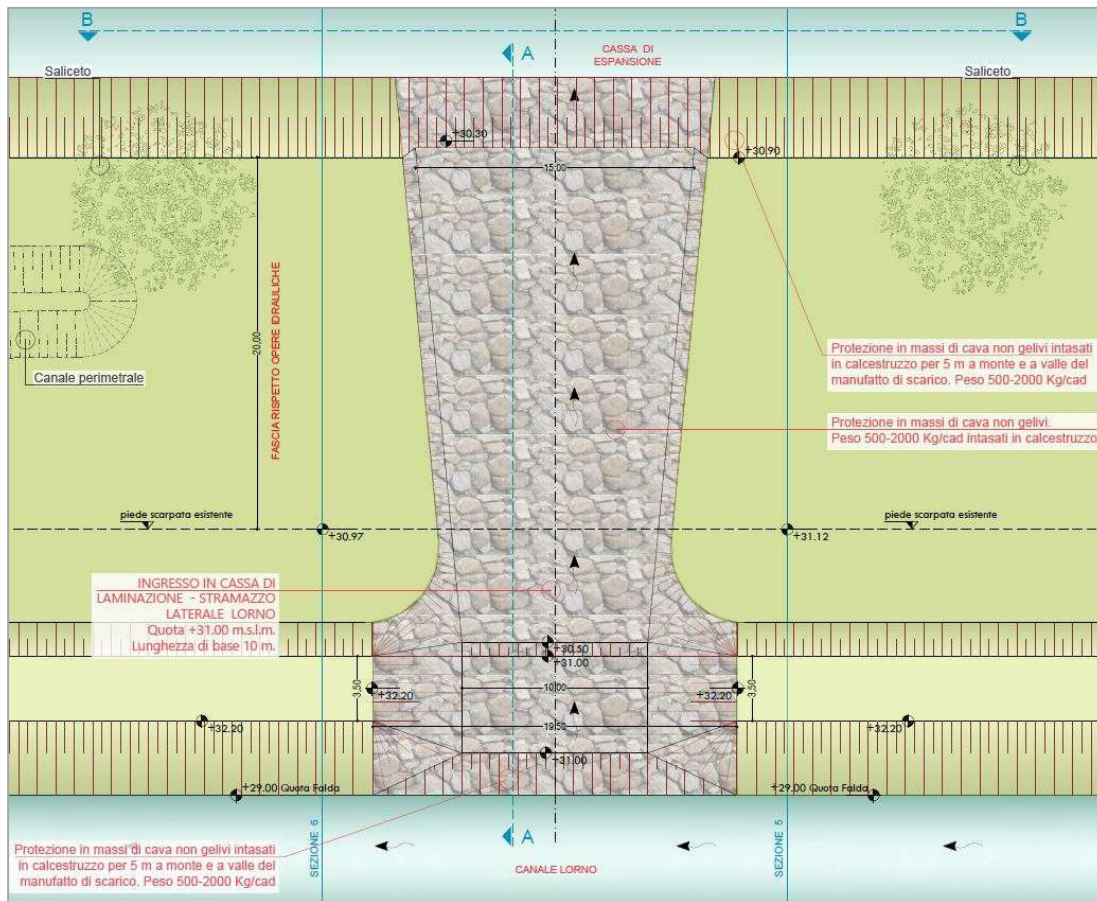 B
B
A
CASSA DI
ESPANSIONE
Saliceto
Saliceto
+30.30
+30.90
15.00
FASCIA RISPETTO OPERE IDRAULICHE
20,00
Canale perimetrale
Protezione in massi di cava non gelivi intasati
in calcestruzzo per 5 m a monte e a valle del
manufatto di scarico. Peso 500-2000 Kg/cad
Protezione in massi di cava non gelivi.
Peso 500-2000 Kg/cad intasati in calcestruzzo
piede scarpata esistente
piede scarpata esistente
+30.97
+31.12
INGRESSO IN CASSA DI
LAMINAZIONE - STRAMAZZO
LATERALE LORNO
Quota +31.00 m.s.l.m.
Lunghezza di base 10 m.
+30.50
+31.00
3,50
+32.20
10.00
+32.20
3,50
+32.20
19.50
+32.20
+31.00
+29.00 Quota Falda
+29.00 Quota Falda
SEZIONE 6
SEZIONE 5
A
Protezione in massi di cava non gelivi intasati
in calcestruzzo per 5 m a monte e a valle del
manufatto di scarico. Peso 500-2000 Kg/cad
CANALE LORNO